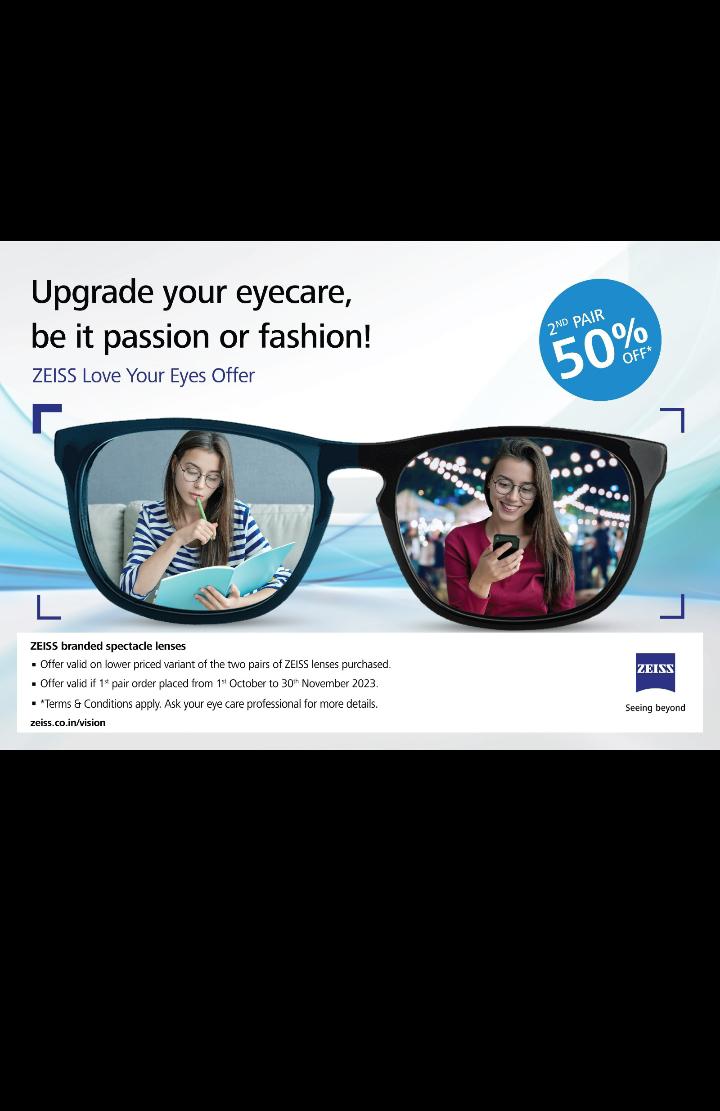 Upgrade your eyecare,
be it passion or fashion!
ZEISS Love Your Eyes Offer
2ND PAIR
50%
OFF*
ZEISS branded spectacle lenses
▪ Offer valid on lower priced variant of the two pairs of ZEISS lenses purchased.
▪ Offer valid if 1st pair order placed from 1st October to 30th November 2023.
▪ *Terms & Conditions apply. Ask your eye care professional for more details.
zeiss.co.in/vision
ZEISS
Seeing beyond